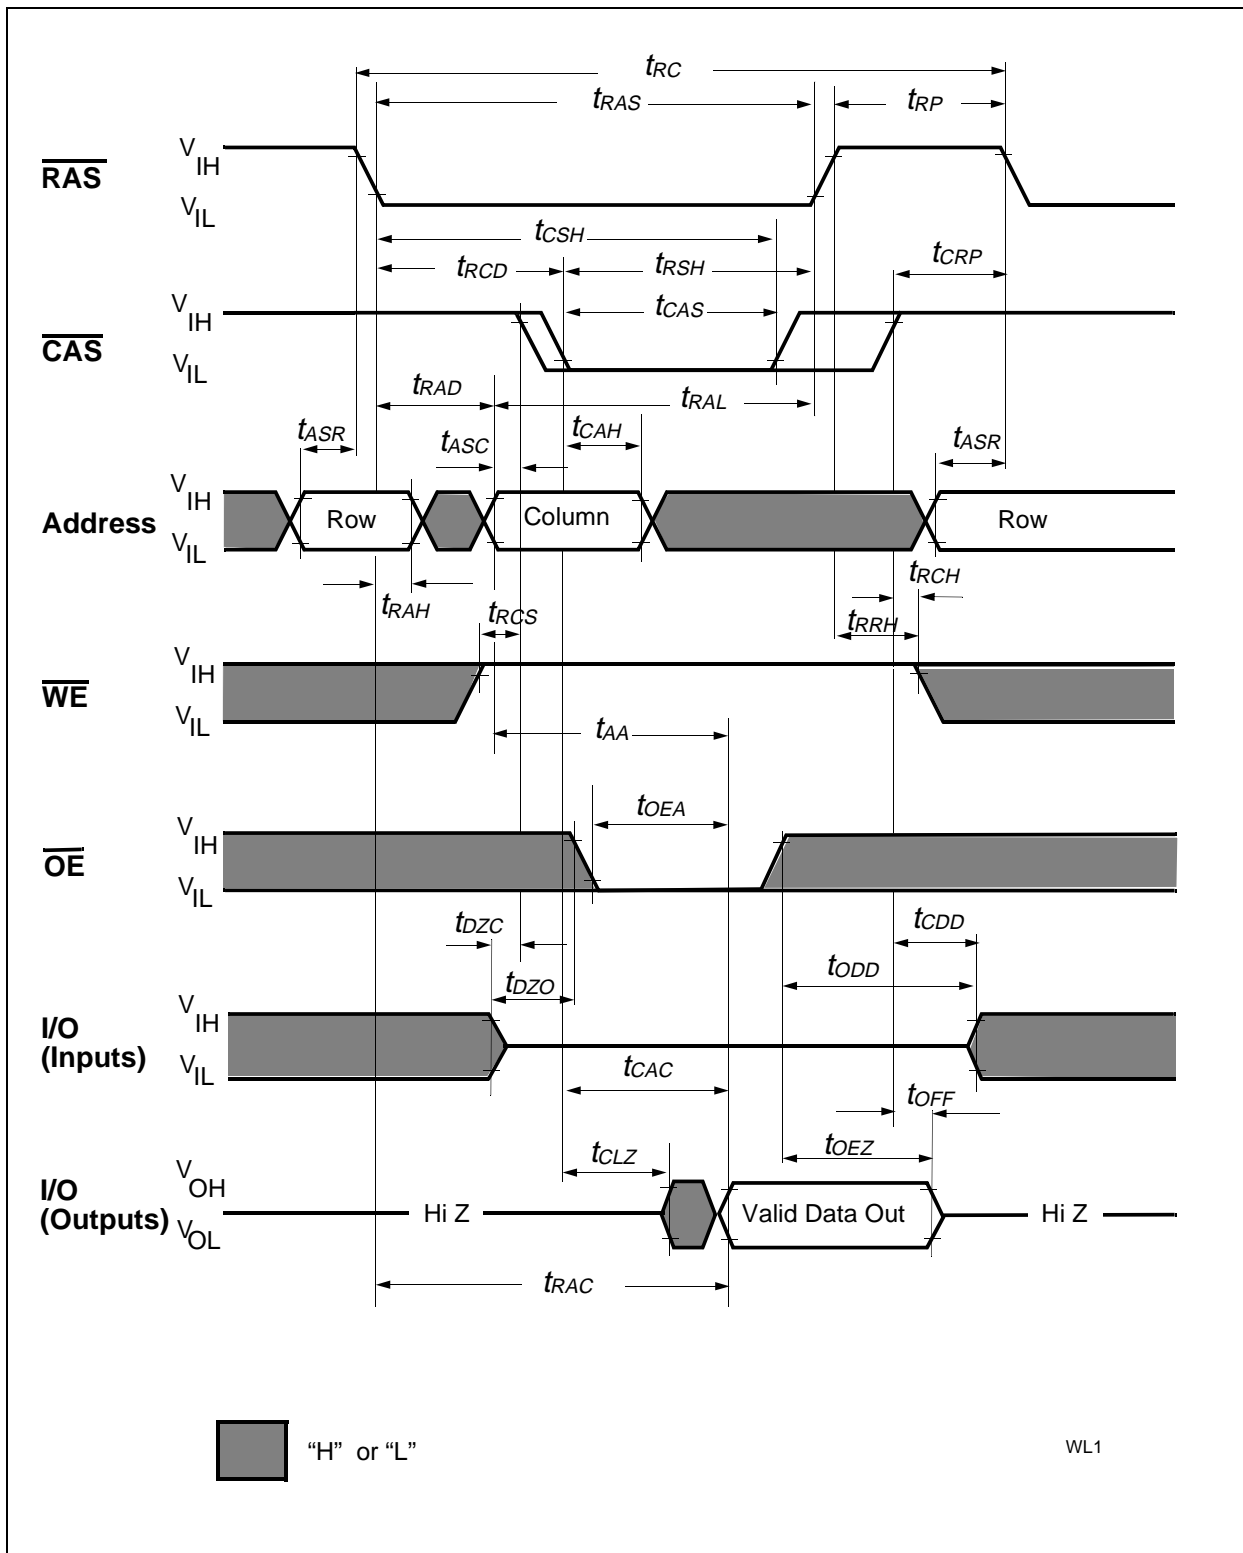 tRC
tRAS
tRP
RAS
VIH
VIL
tCSH
tRCD
tRSH
tCRP
CAS
VIH
tCAS
VIL
tRAD
tRAL
tASR
tASC
tCAH
tASR
Address
VIH
Row
Column
Row
VIL
tRAH
tRCS
tRCH
tRRH
WE
VIH
VIL
tAA
tOEA
OE
VIH
VIL
tDZC
tCDD
tDZO
tODD
I/O
(Inputs)
VIH
VIL
tCAC
tOFF
tCLZ
tOEZ
I/O
(Outputs)
VOH
VOL
Hi Z
Valid Data Out
Hi Z
tRAC
“H” or “L”
WL1